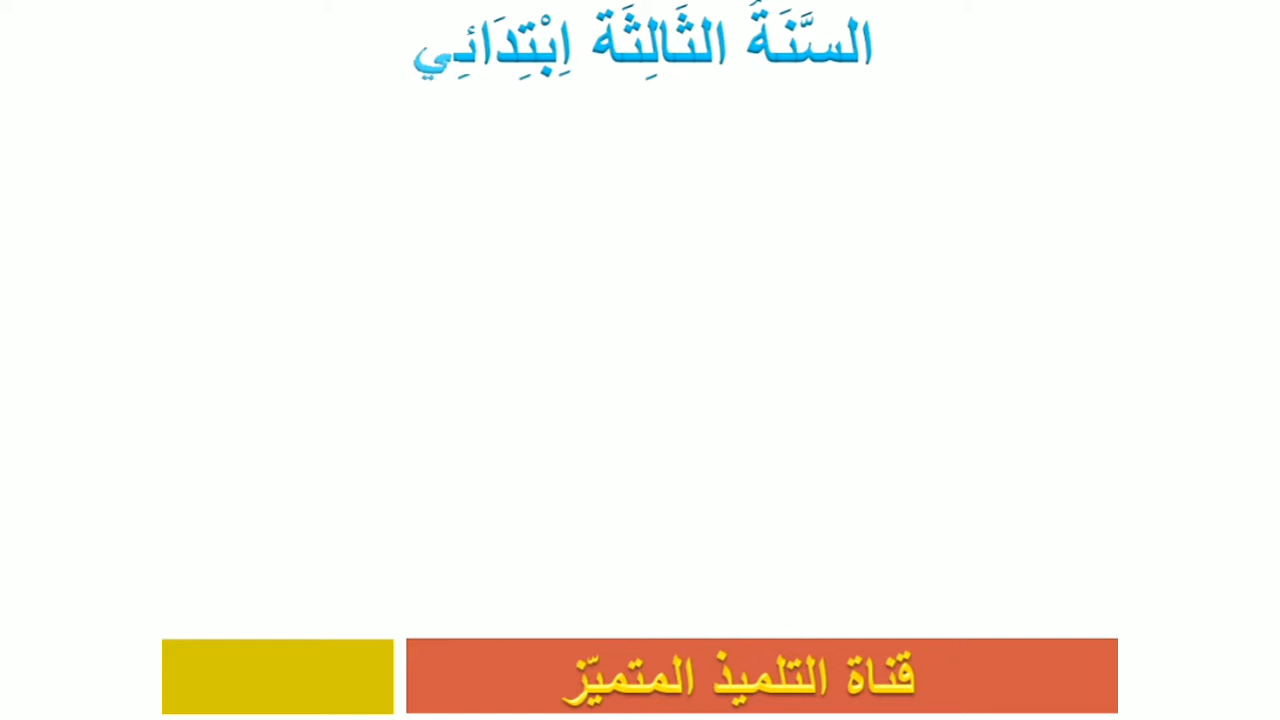 السَّنَةُ الثَالِثَة اِبْتِدَائِي
قناة التلميذ المتميّز